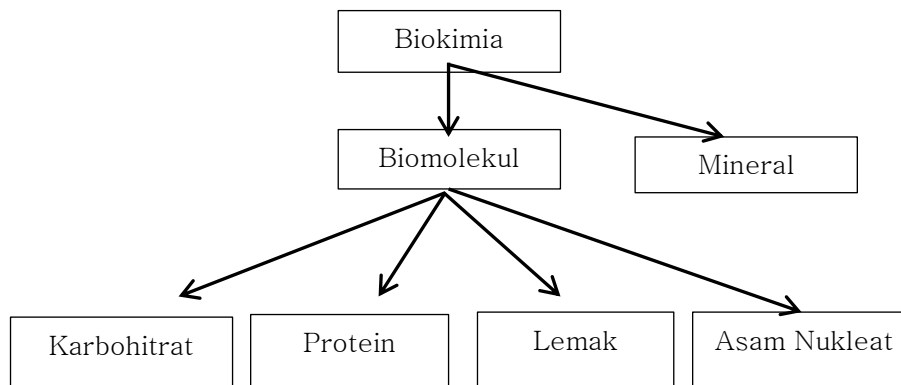 Biokimia
Biomolekul
Mineral
Karbohitrat
Protein
Lemak
Asam Nukleat